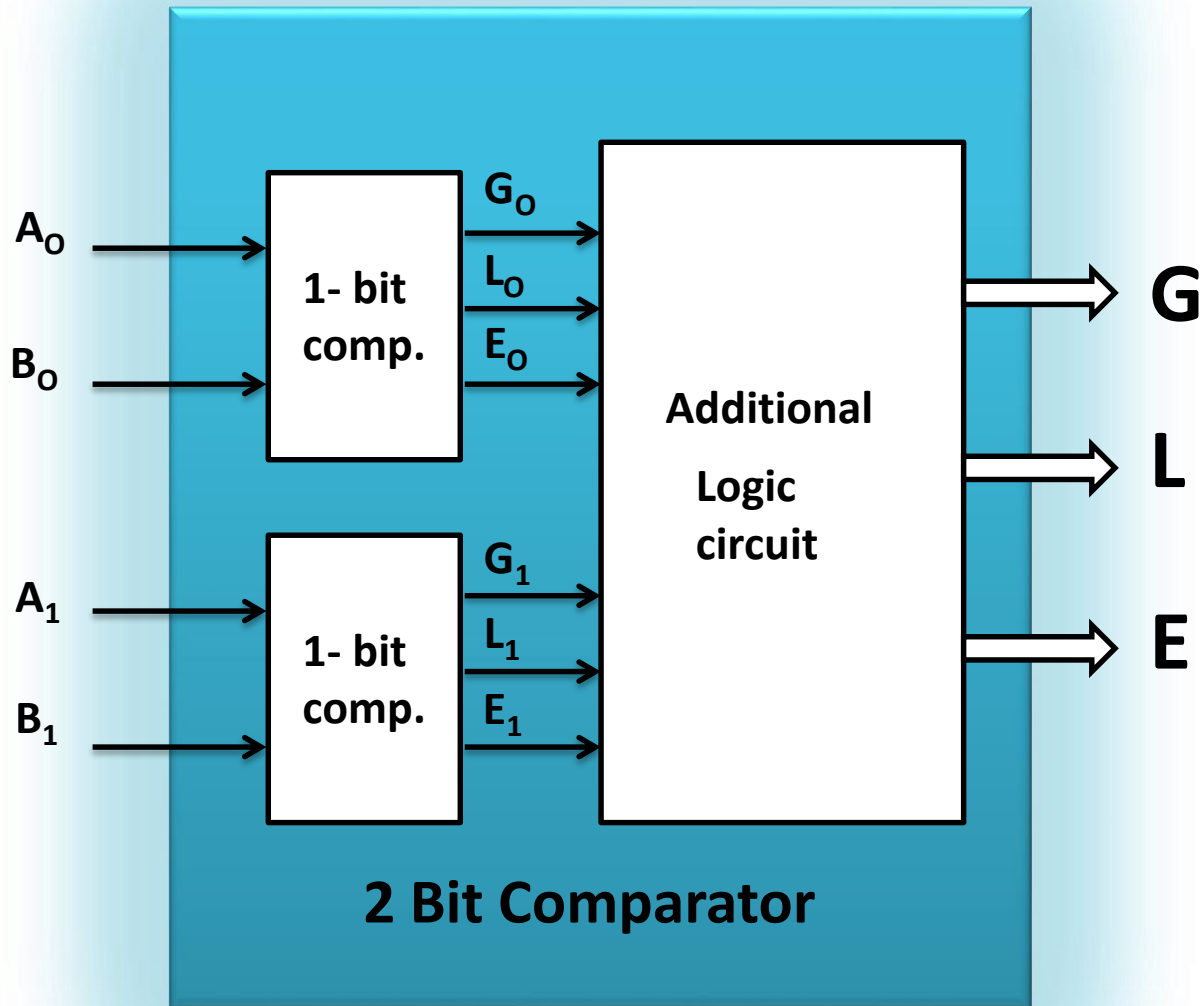 A₀
B₀
1- bit
comp.
G₀
L₀
E₀
A₁
B₁
1- bit
comp.
G₁
L₁
E₁
Additional
Logic
circuit
G
L
E
2 Bit Comparator